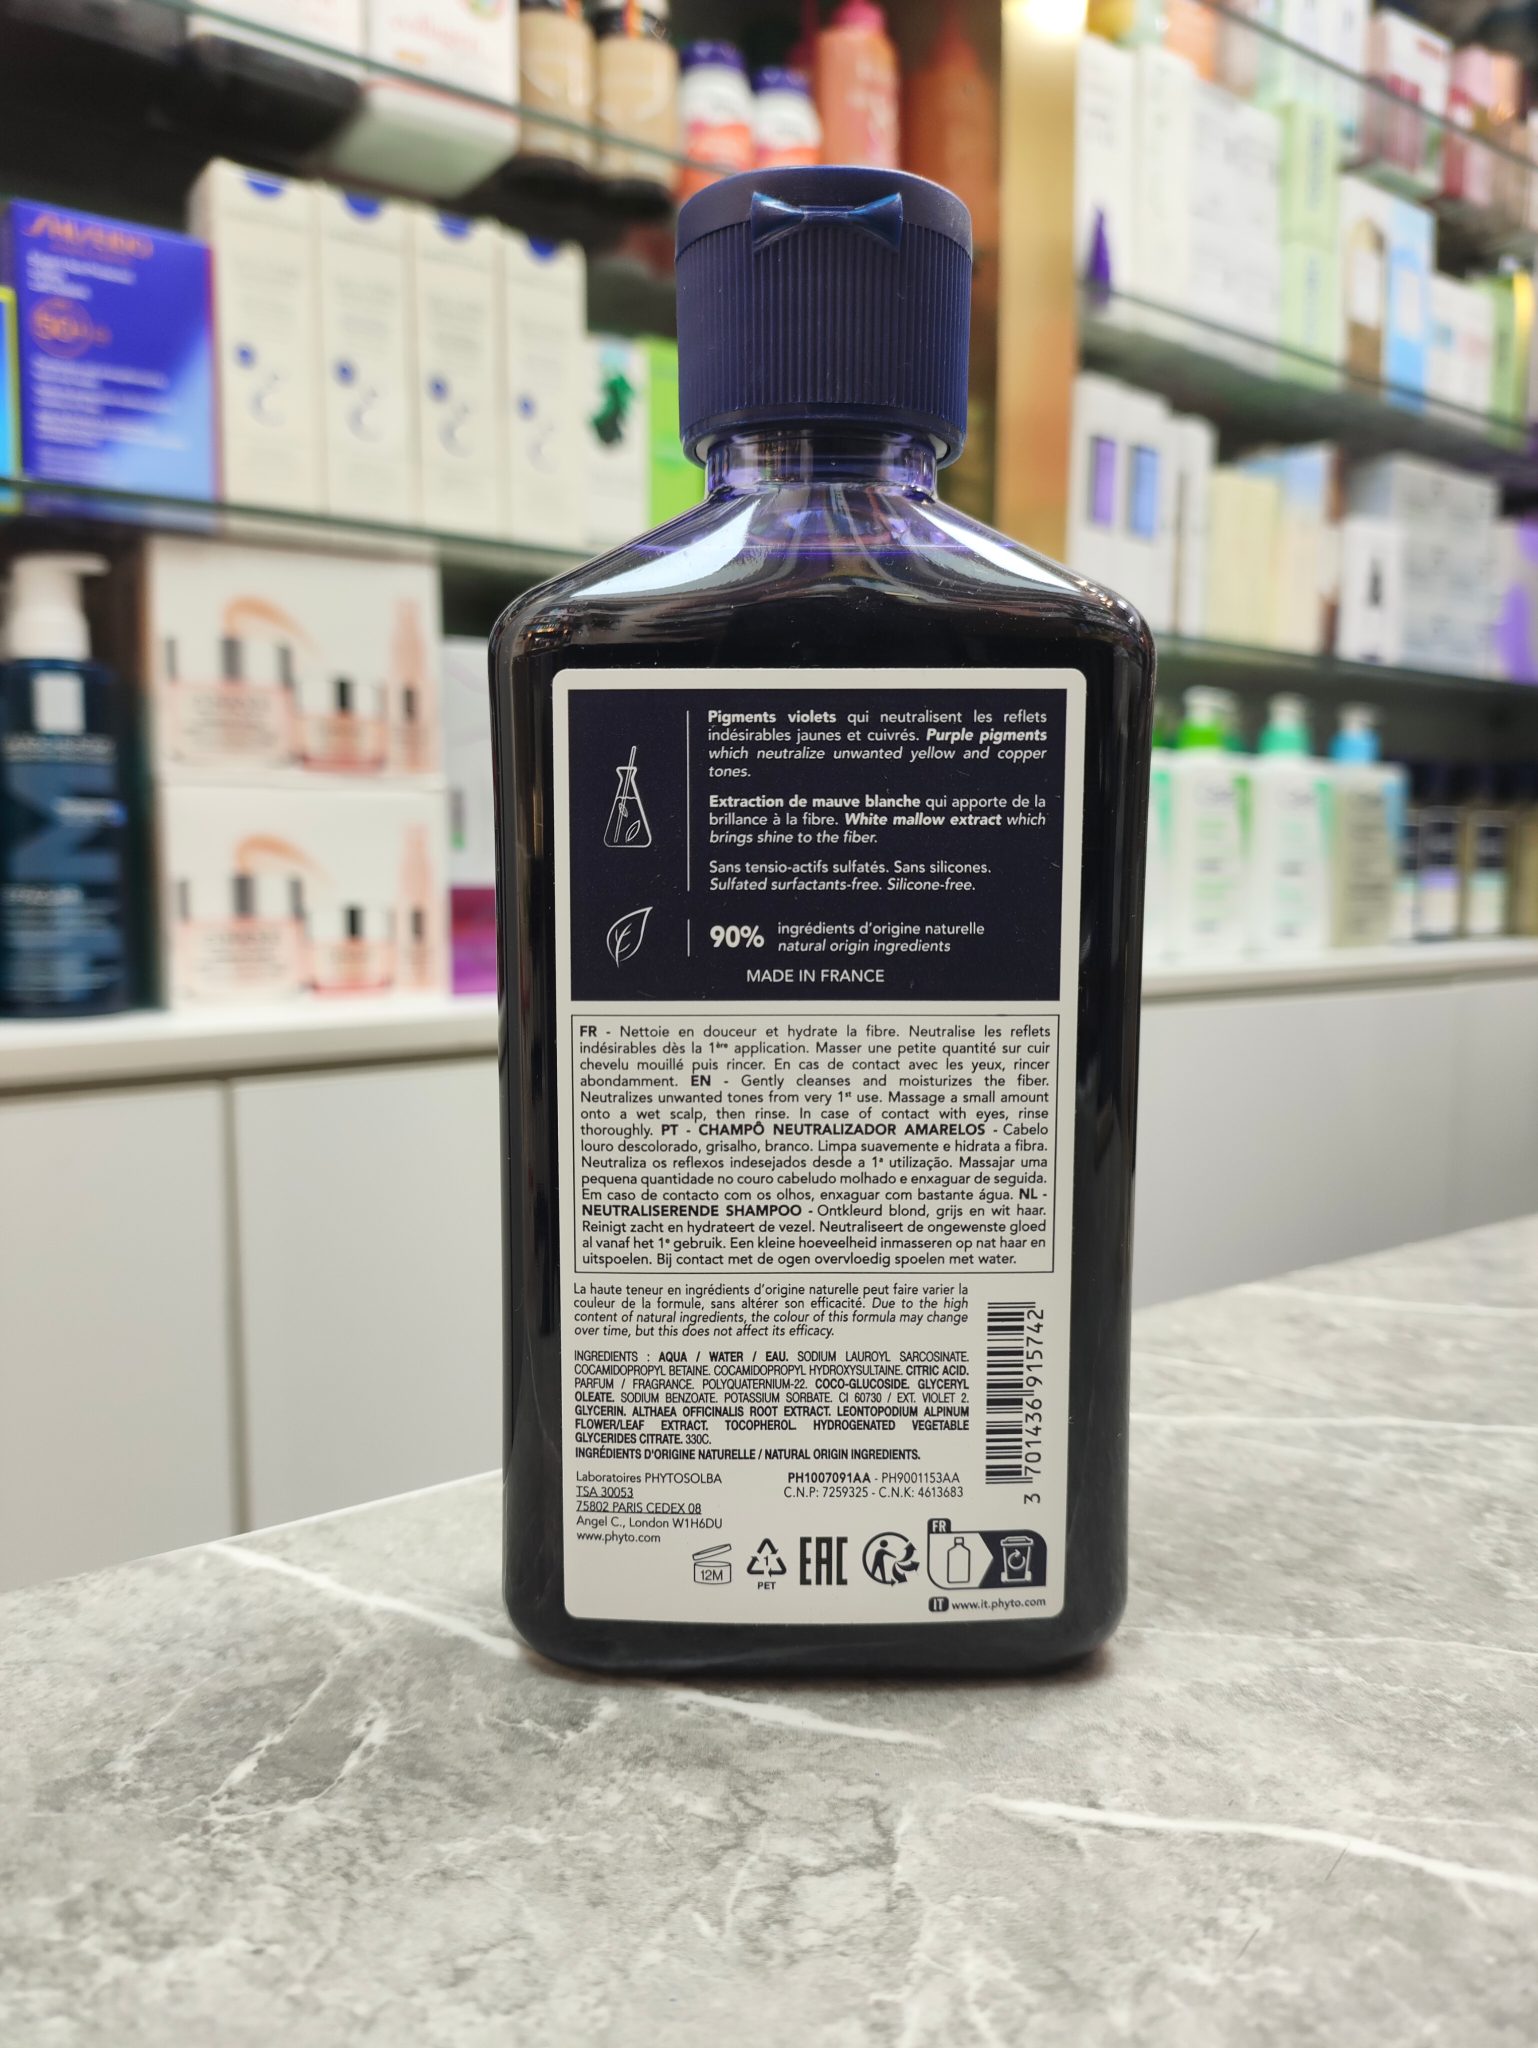 SHISEIDO
50+
Pigments violets qui neutralisent les reflets
indésirables jaunes et cuivrés. Purple pigments
which neutralize unwanted yellow and copper
tones.
Extraction de mauve blanche qui apporte de la
brillance à la fibre. White mallow extract which
brings shine to the fiber.
Sans tensio-actifs sulfatés. Sans silicones.
Sulfated surfactants-free. Silicone-free.
90% ingrédients d'origine naturelle
natural origin ingredients
MADE IN FRANCE
FR - Nettoie en douceur et hydrate la fibre. Neutralise les reflets
indésirables dès la 1ère application. Masser une petite quantité sur cuir
chevelu mouillé puis rincer. En cas de contact avec les yeux, rincer
abondamment. EN - Gently cleanses and moisturizes the fiber.
Neutralizes unwanted tones from very 1st use. Massage a small amount
onto a wet scalp, then rinse. In case of contact with eyes, rinse
thoroughly. PT - CHAMPÔ NEUTRALIZADOR AMARELOS - Cabelo
louro descolorado, grisalho, branco. Limpa suavemente e hidrata a fibra.
Neutraliza os reflexos indesejados desde a 1ª utilização. Massajar uma
pequena quantidade no couro cabeludo molhado e enxaguar de seguida.
Em caso de contacto com os olhos, enxaguar com bastante água. NL -
NEUTRALISERENDE SHAMPOO - Ontkleurd blond, grijs en wit haar.
Reinigt zacht en hydrateert de vezel. Neutraliseert de ongewenste gloed
al vanaf het 1e gebruik. Een kleine hoeveelheid inmasseren op nat haar en
uitspoelen. Bij contact met de ogen overvloedig spoelen met water.
La haute teneur en ingrédients d'origine naturelle peut faire varier la
couleur de la formule, sans altérer son efficacité. Due to the high
content of natural ingredients, the colour of this formula may change
over time, but this does not affect its efficacy.
INGREDIENTS : AQUA / WATER / EAU. SODIUM LAUROYL SARCOSINATE.
COCAMIDOPROPYL BETAINE. COCAMIDOPROPYL HYDROXYSULTAINE. CITRIC ACID.
PARFUM / FRAGRANCE. POLYQUATERNIUM-22. COCO-GLUCOSIDE. GLYCERYL
OLEATE. SODIUM BENZOATE. POTASSIUM SORBATE. CI 60730 / EXT. VIOLET 2.
GLYCERIN. ALTHAEA OFFICINALIS ROOT EXTRACT. LEONTOPODIUM ALPINUM
FLOWER/LEAF EXTRACT. TOCOPHEROL. HYDROGENATED VEGETABLE
GLYCERIDES CITRATE. 330C.
INGRÉDIENTS D'ORIGINE NATURELLE / NATURAL ORIGIN INGREDIENTS.
3 701436 915742
Laboratoires PHYTOSOLBA
TSA 30053
75802 PARIS CEDEX 08
Angel C., London W1H6DU
www.phyto.com
PH1007091AA - PH9001153AA
C.N.P: 7259325 - C.N.K: 4613683
12M
1
PET
EAC
FR
IT www.it.phyto.com